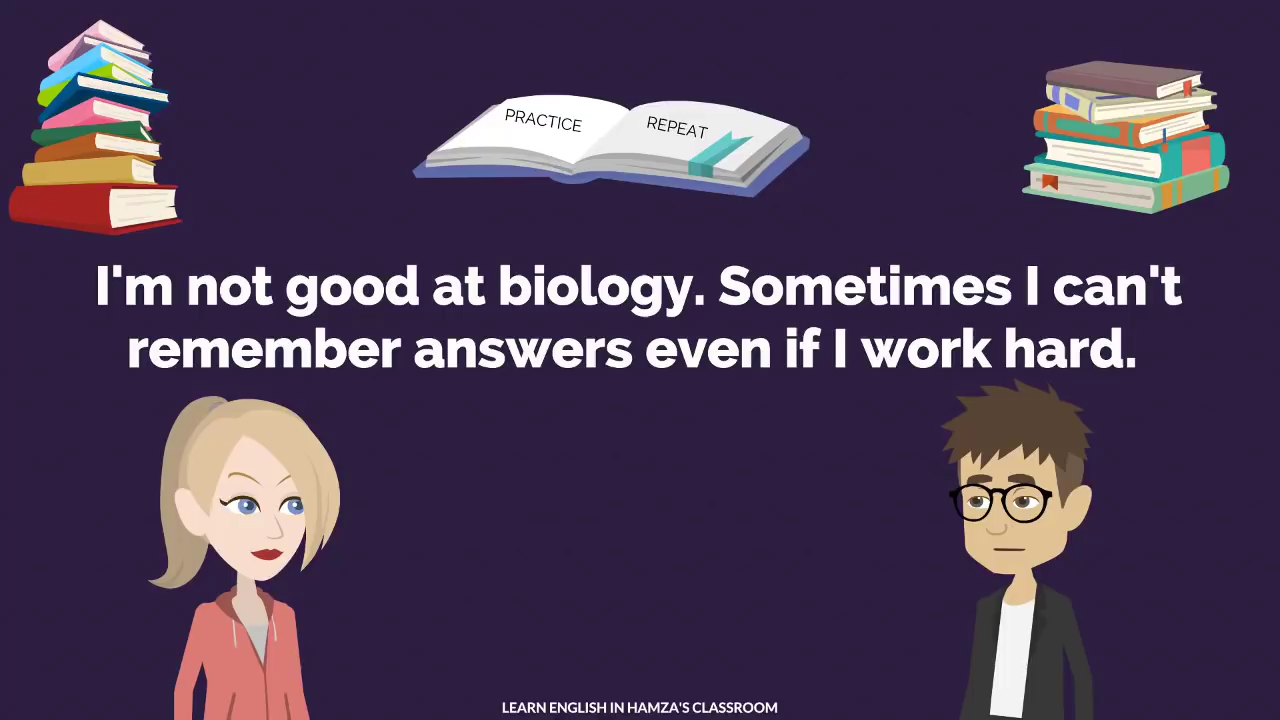 PRACTICE
REPEAT
I'm not good at biology. Sometimes I can't
remember answers even if I work hard.
LEARN ENGLISH IN HAMZA'S CLASSROOM